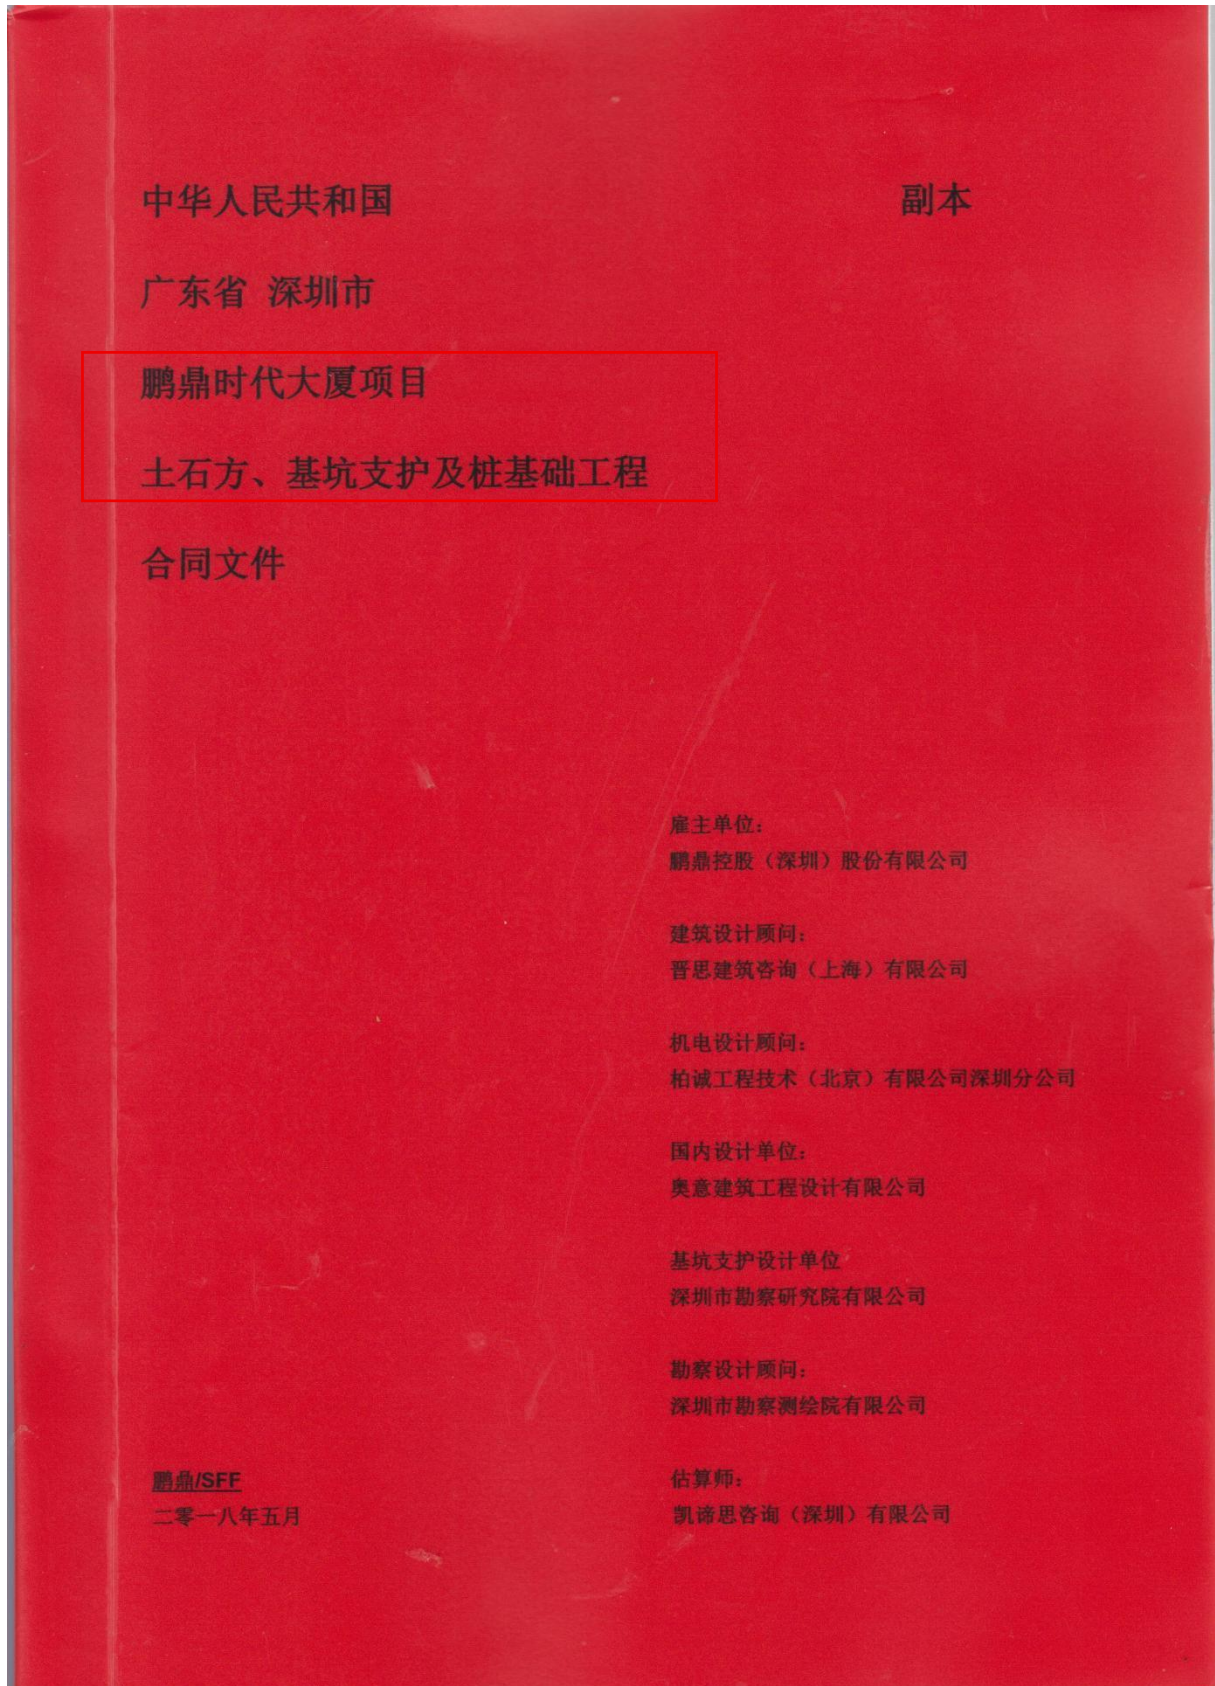 中华人民共和国 副本
广东省 深圳市
鹏鼎时代大厦项目
土石方、基坑支护及桩基础工程
合同文件
雇主单位：
鹏鼎控股（深圳）股份有限公司
建筑设计顾问：
晋思建筑咨询（上海）有限公司
机电设计顾问：
柏诚工程技术（北京）有限公司深圳分公司
国内设计单位：
奥意建筑工程设计有限公司
基坑支护设计单位
深圳市勘察研究院有限公司
勘察设计顾问：
深圳市勘察测绘院有限公司
鹏鼎/SFF 估算师：
二零一八年五月 凯谛思咨询（深圳）有限公司